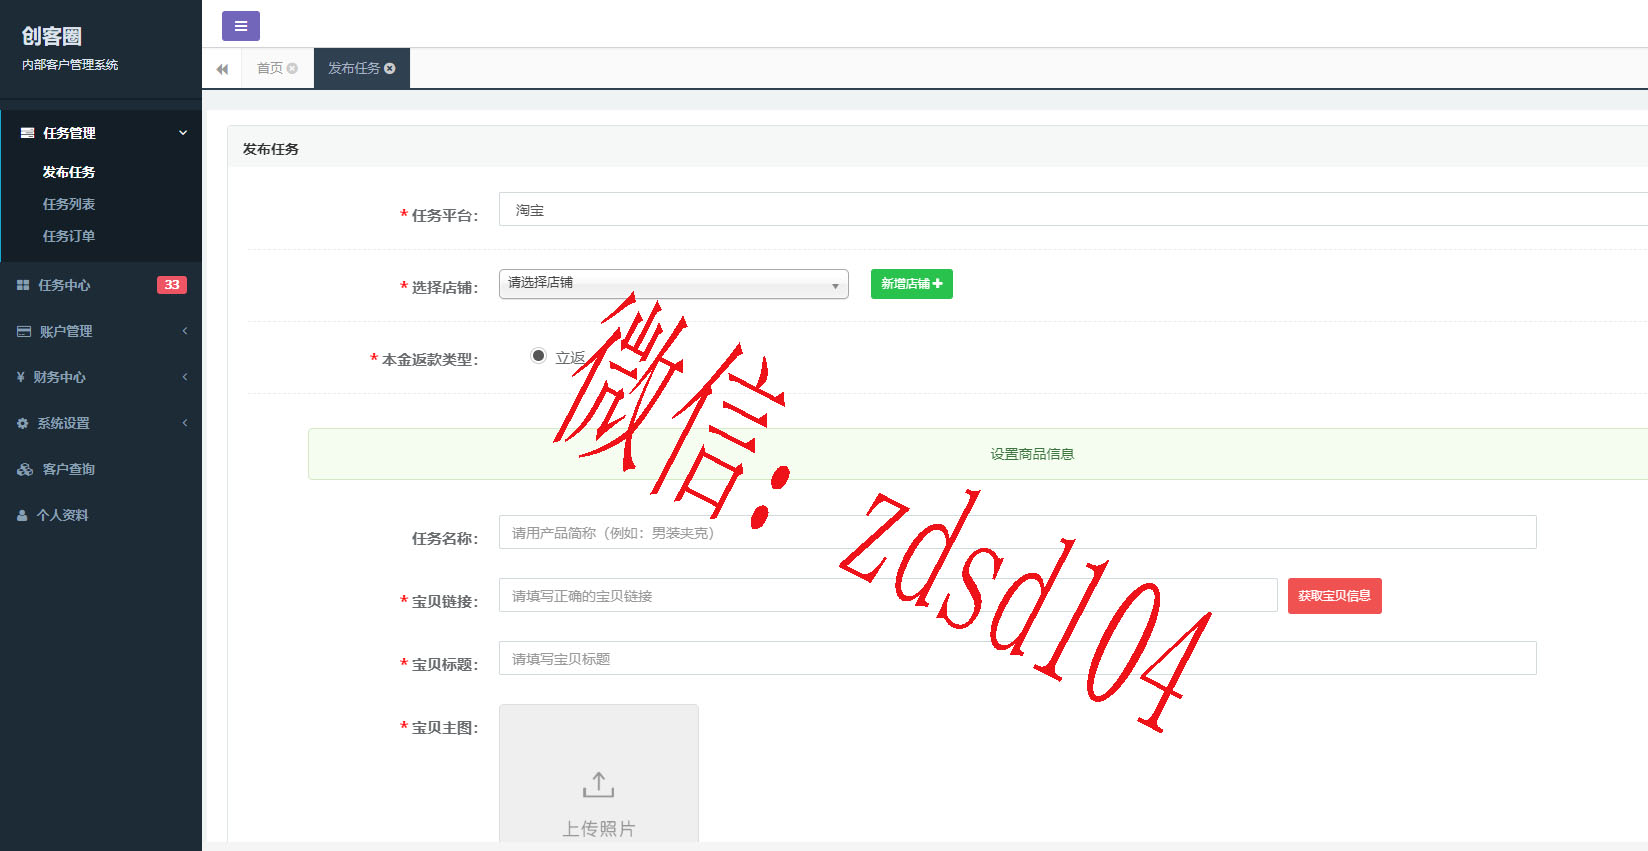 创客圈
内部客户管理系统
任务管理
发布任务
任务列表
任务订单
任务中心 33
账户管理
¥ 财务中心
系统设置
客户查询
个人资料
首页
发布任务
发布任务
*任务平台：
淘宝
*选择店铺：
请选择店铺
新增店铺
*本金返款类型：
立返
设置商品信息
任务名称：
请用产品简称（例如：男装夹克）
*宝贝链接：
请填写正确的宝贝链接
获取宝贝信息
*宝贝标题：
请填写宝贝标题
*宝贝主图：
上传照片
微信：zdsd104